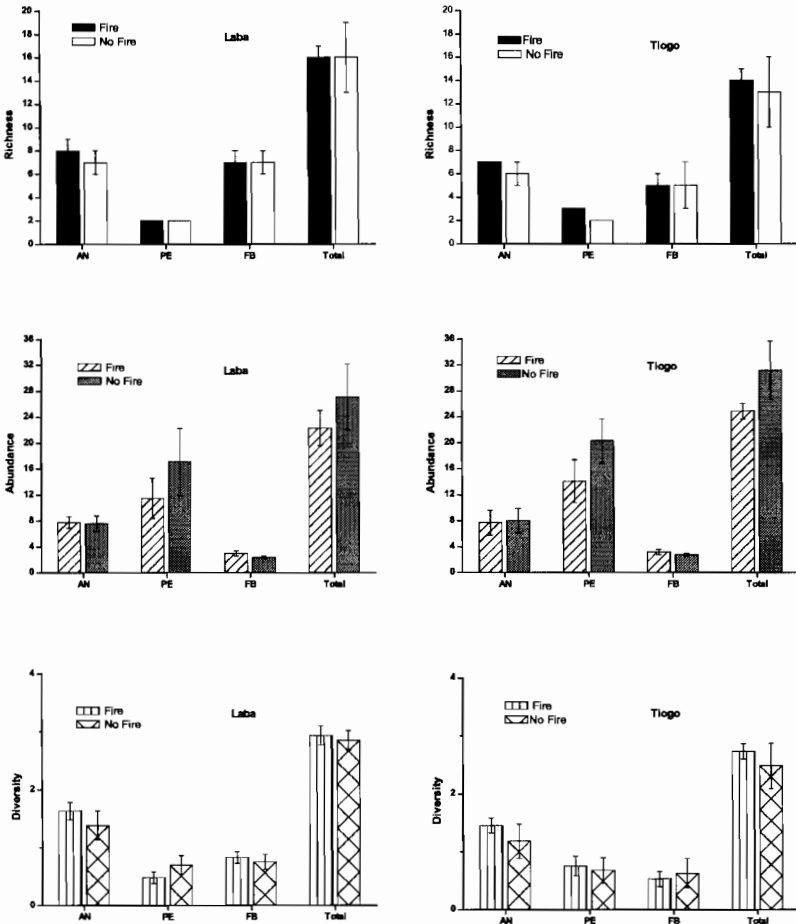 Laba
Fire
No Fire
Richness
20
18
16
14
12
10
8
6
4
2
0
AN PE FB Total
Tiogo
Fire
No Fire
Richness
20
18
16
14
12
10
8
6
4
2
0
AN PE FB Total
Laba
Fire
No Fire
Abundance
36
32
28
24
20
16
12
8
4
0
AN PE FB Total
Tiogo
Fire
No Fire
Abundance
36
32
28
24
20
16
12
8
4
0
AN PE FB Total
Laba
Fire
No Fire
Diversity
4
2
0
AN PE FB Total
Tiogo
Fire
No Fire
Diversity
4
2
0
AN PE FB Total